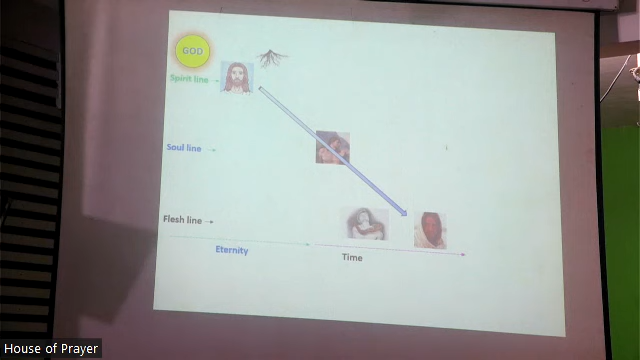 GOD
Spirit line
Soul line
Flesh line
Eternity
Time
House of Prayer